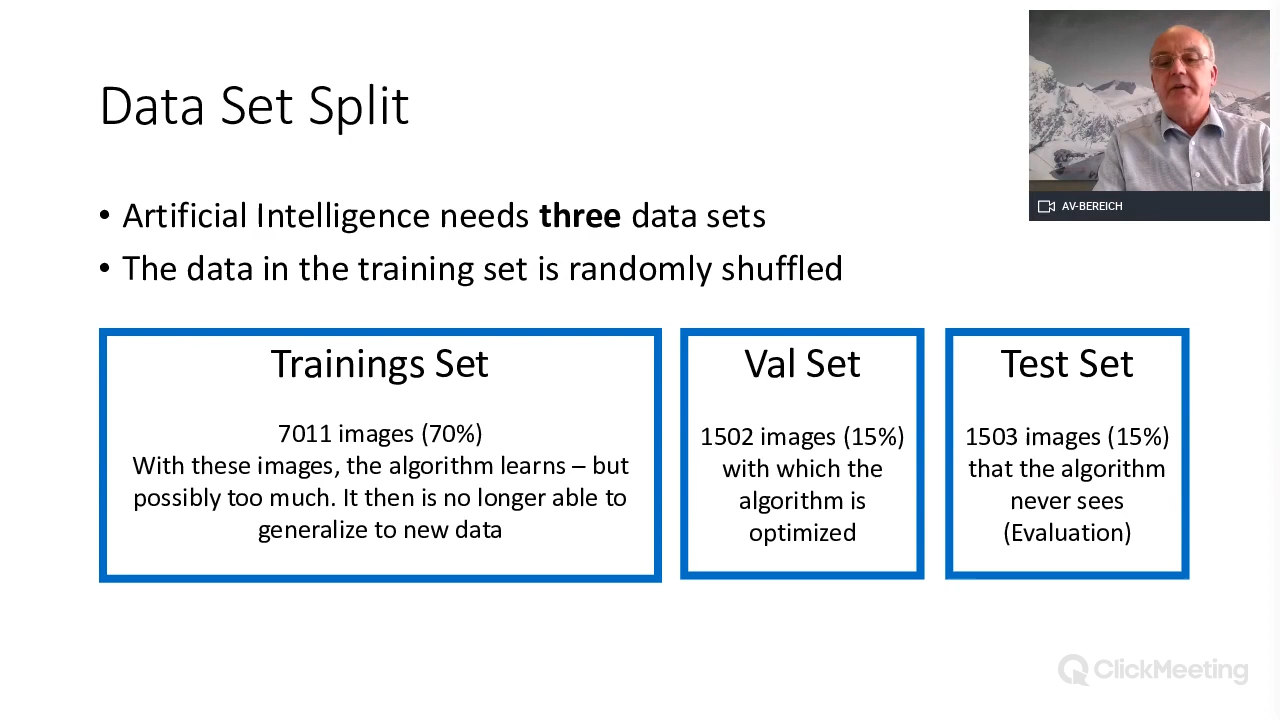 Data Set Split
• Artificial Intelligence needs three data sets
• The data in the training set is randomly shuffled
Trainings Set
7011 images (70%)
With these images, the algorithm learns – but
possibly too much. It then is no longer able to
generalize to new data
Val Set
1502 images (15%)
with which the
algorithm is
optimized
Test Set
1503 images (15%)
that the algorithm
never sees
(Evaluation)
AV-BEREICH
ClickMeeting